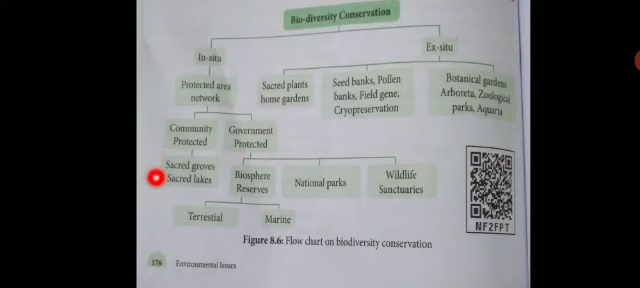 Bio-diversity Conservation
In-situ
Ex-situ
Protected area
network
Sacred plants
home gardens
Seed banks, Pollen
banks, Field gene,
Cryopreservation
Botanical gardens
Arboreta, Zoological
parks, Aquaria
Community
Protected
Government
Protected
Sacred groves
Sacred lakes
Biosphere
Reserves
National parks
Wildlife
Sanctuaries
Terrestial
Marine
NF2FPT
Figure 8.6: Flow chart on biodiversity conservation
176 Environmental Issues